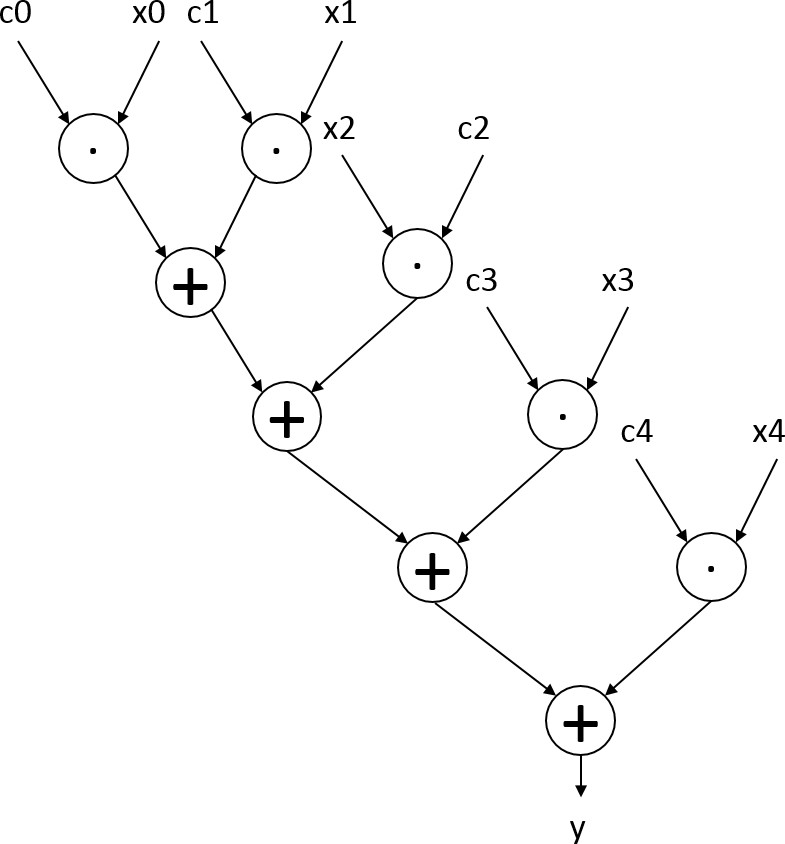 c0 x0 c1 x1
. .
x2 c2
.
+
c3 x3
+
.
c4 x4
+
.
+
y